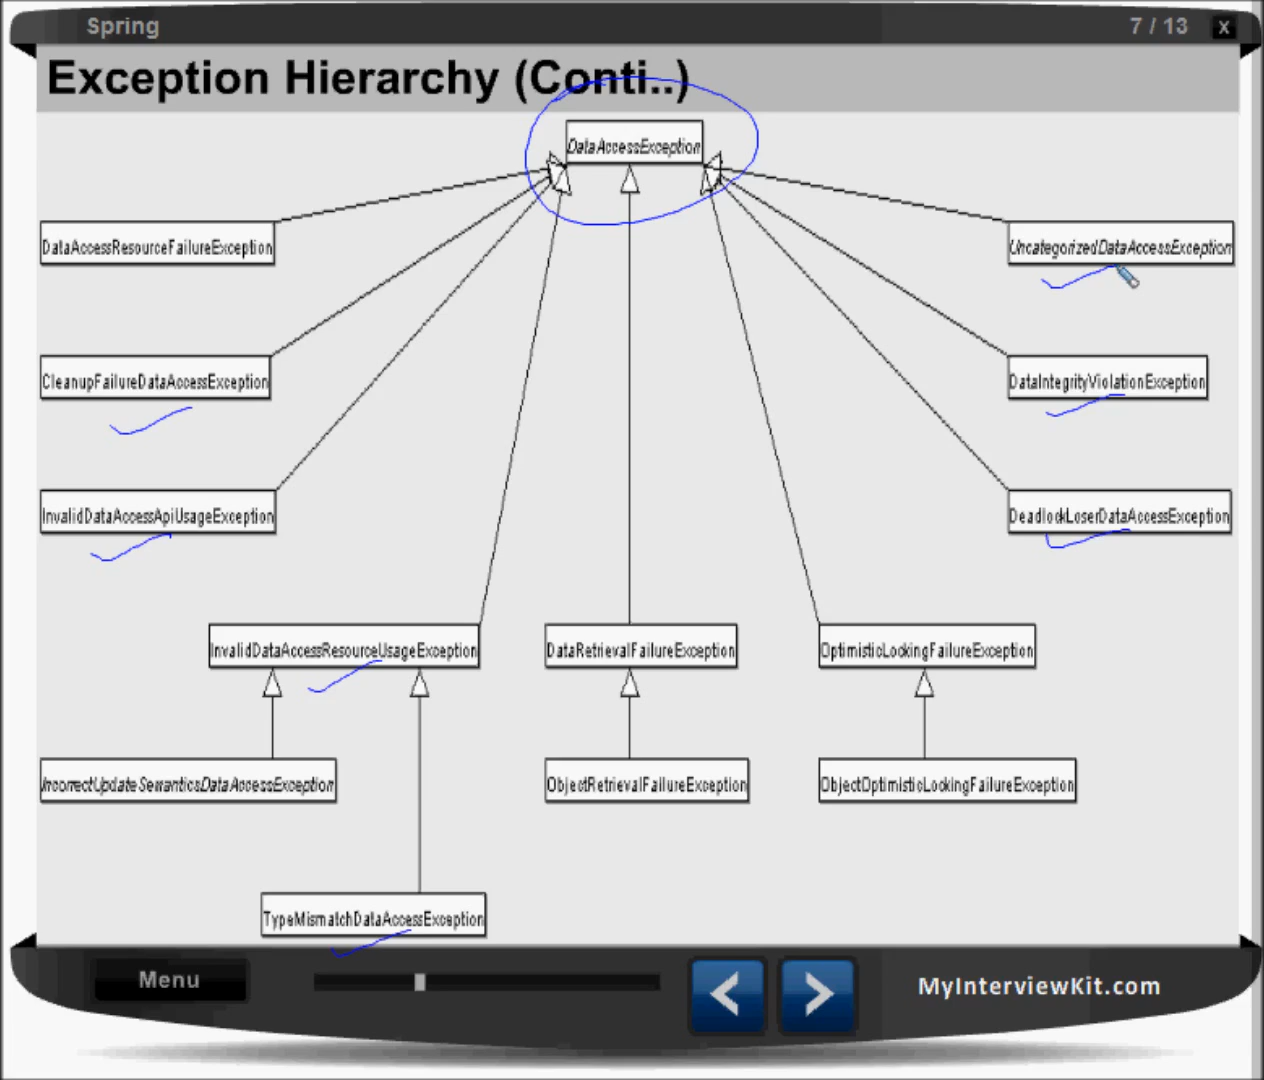 Spring
7 / 13
X
Exception Hierarchy (Conti..)
DataAccessException
DataAccessResourceFailureException
UncategorizedDataAccessException
CleanupFailureDataAccessException
DataIntegrityViolationException
InvalidDataAccessApiUsageException
DeadlockLoserDataAccessException
InvalidDataAccessResourceUsageException
DataRetrievalFailureException
OptimisticLockingFailureException
IncorrectUpdateSemanticsDataAccessException
ObjectRetrievalFailureException
ObjectOptimisticLockingFailureException
TypeMismatchDataAccessException
Menu
MyInterviewKit.com